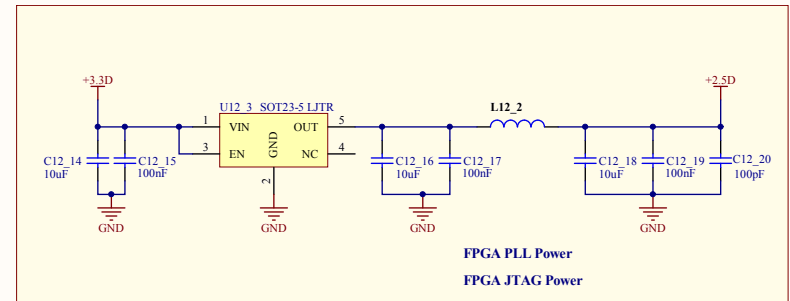 +3.3D
+2.5D
U12_3 SOT23-5 LJTR
L12_2
1 VIN OUT 5
3 EN GND NC 4
2
C12_14
10uF
C12_15
100nF
C12_16
10uF
C12_17
100nF
C12_18
10uF
C12_19
100nF
C12_20
100pF
GND
GND
GND
GND
FPGA PLL Power
FPGA JTAG Power